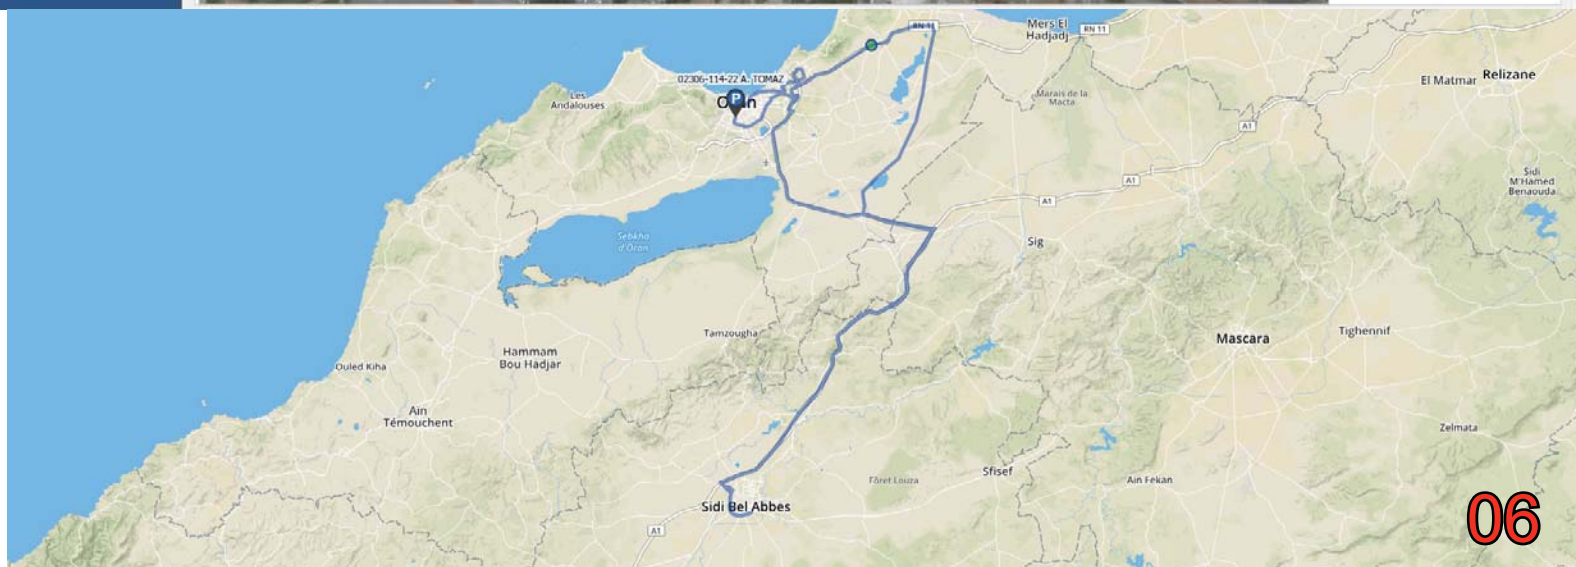 RN 11
Mers El
Hadjadj
RN 11
El Matmar
Relizane
02306-114-22 A. TOMAZ
Les
Andalouses
Oran
Marais de la
Macta
A1
A1
A1
Sidi
M'Hamed
Benaouda
Sebkha
d'Oran
Sig
Tamzougha
Mascara
Tighennif
Hammam
Bou Hadjar
Ouled Kiha
Aïn
Témouchent
Zelmata
Sfisef
Fôret Louza
Ain Fekan
Sidi Bel Abbes
A1
06